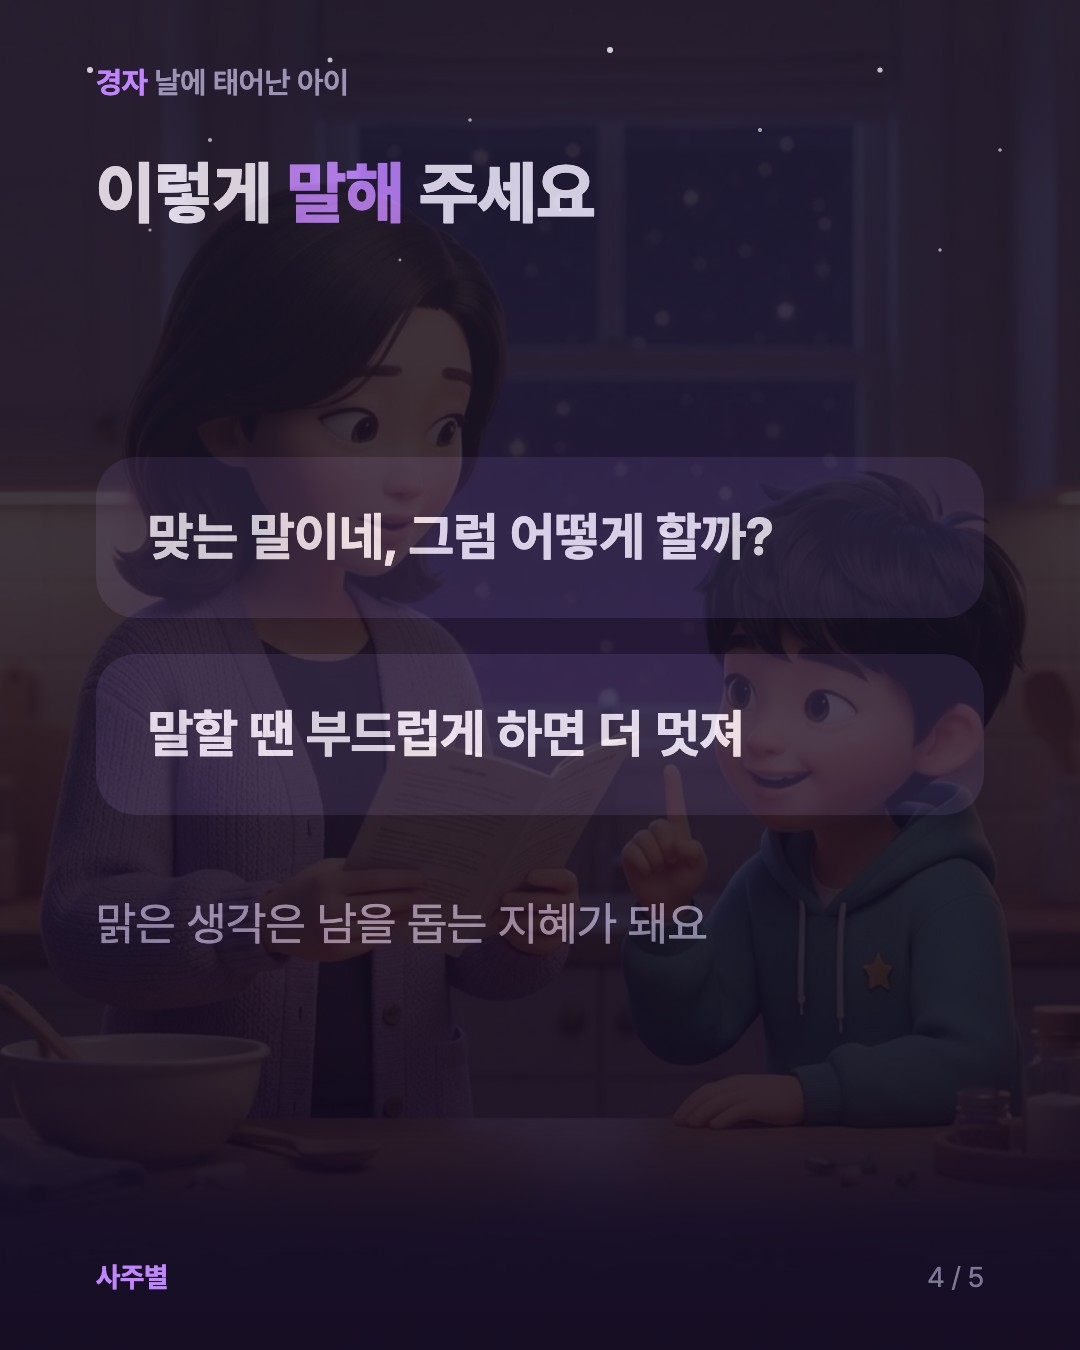 경자 날에 태어난 아이
이렇게 말해 주세요
맞는 말이네, 그럼 어떻게 할까?
말할 땐 부드럽게 하면 더 멋져
맑은 생각은 남을 돕는 지혜가 돼요
사주별
4 / 5